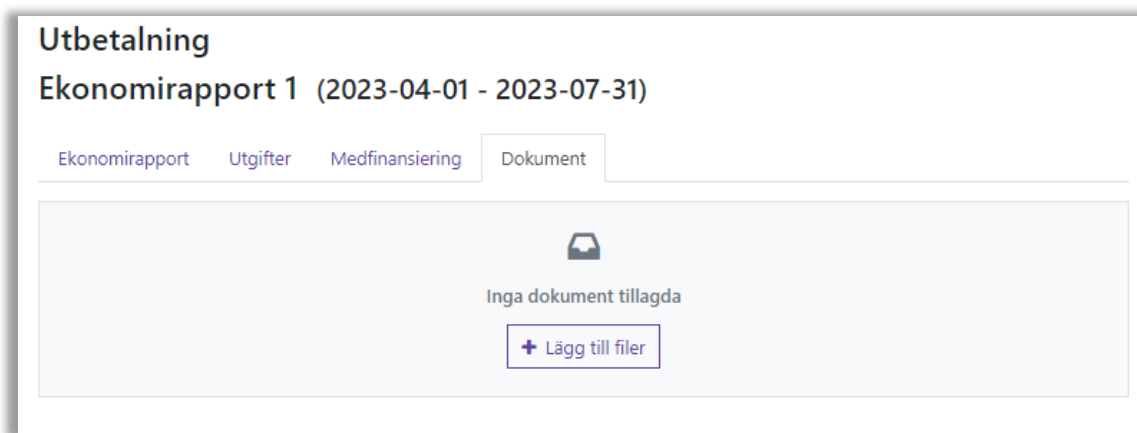 Utbetalning
Ekonomirapport 1 (2023-04-01 - 2023-07-31)
Ekonomirapport Utgifter Medfinansiering Dokument
Inga dokument tillagda
+ Lägg till filer